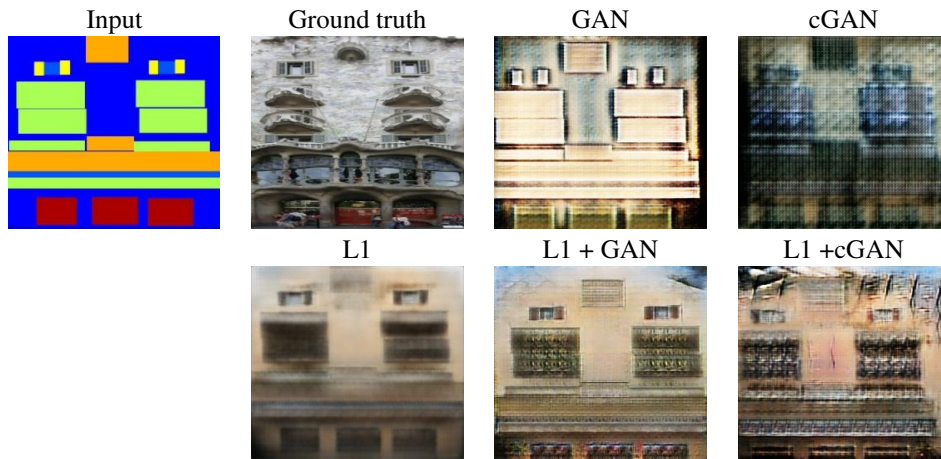 Input
Ground truth
GAN
cGAN
L1
L1 + GAN
L1 +cGAN